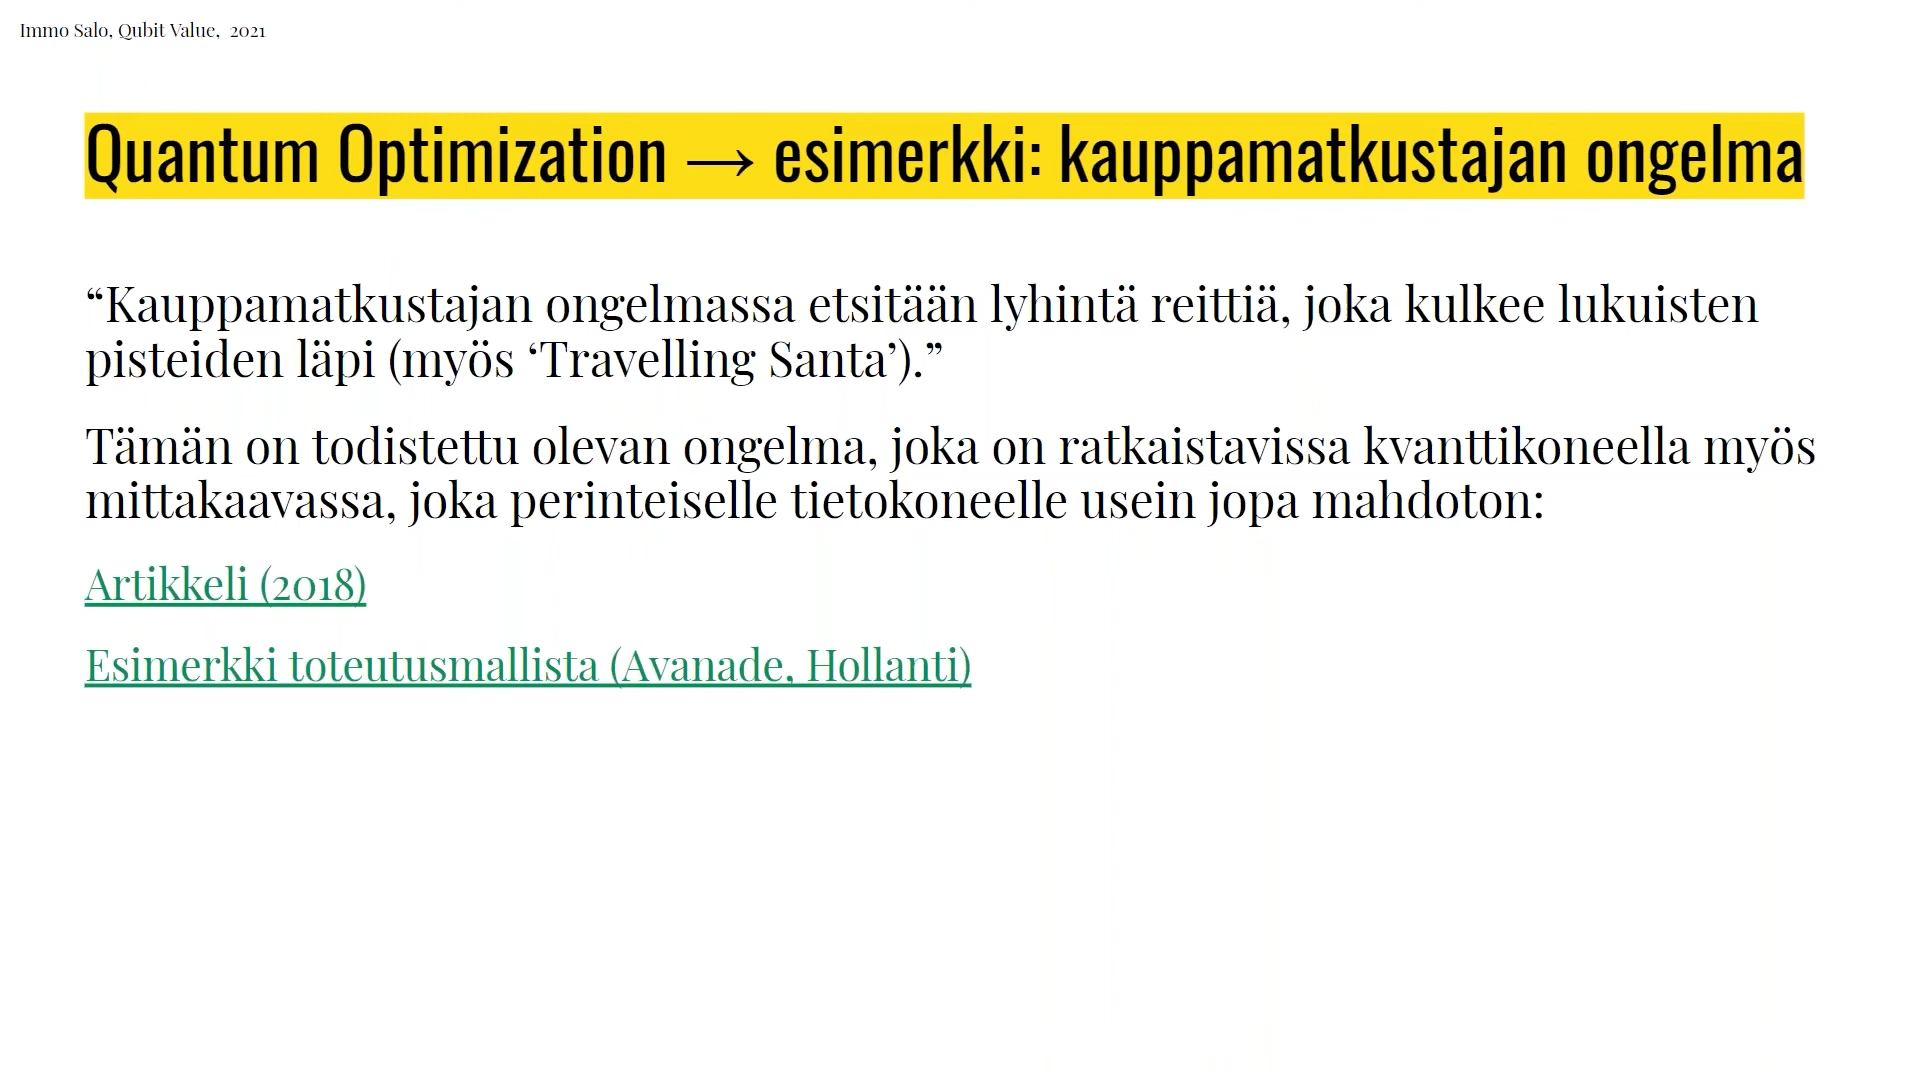 Immo Salo, Qubit Value, 2021
Quantum Optimization → esimerkki: kauppamatkustajan ongelma
“Kauppamatkustajan ongelmassa etsitään lyhintä reittiä, joka kulkee lukuisten
pisteiden läpi (myös ‘Travelling Santa’).”
Tämän on todistettu olevan ongelma, joka on ratkaistavissa kvanttikoneella myös
mittakaavassa, joka perinteiselle tietokoneelle usein jopa mahdoton:
Artikkeli (2018)
Esimerkki toteutusmallista (Avanade, Hollanti)